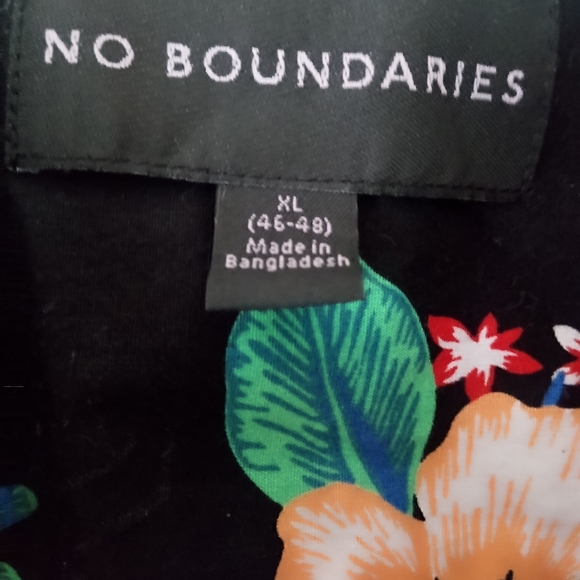 NO BOUNDARIES
XL
(46-48)
Made in
Bangladesh